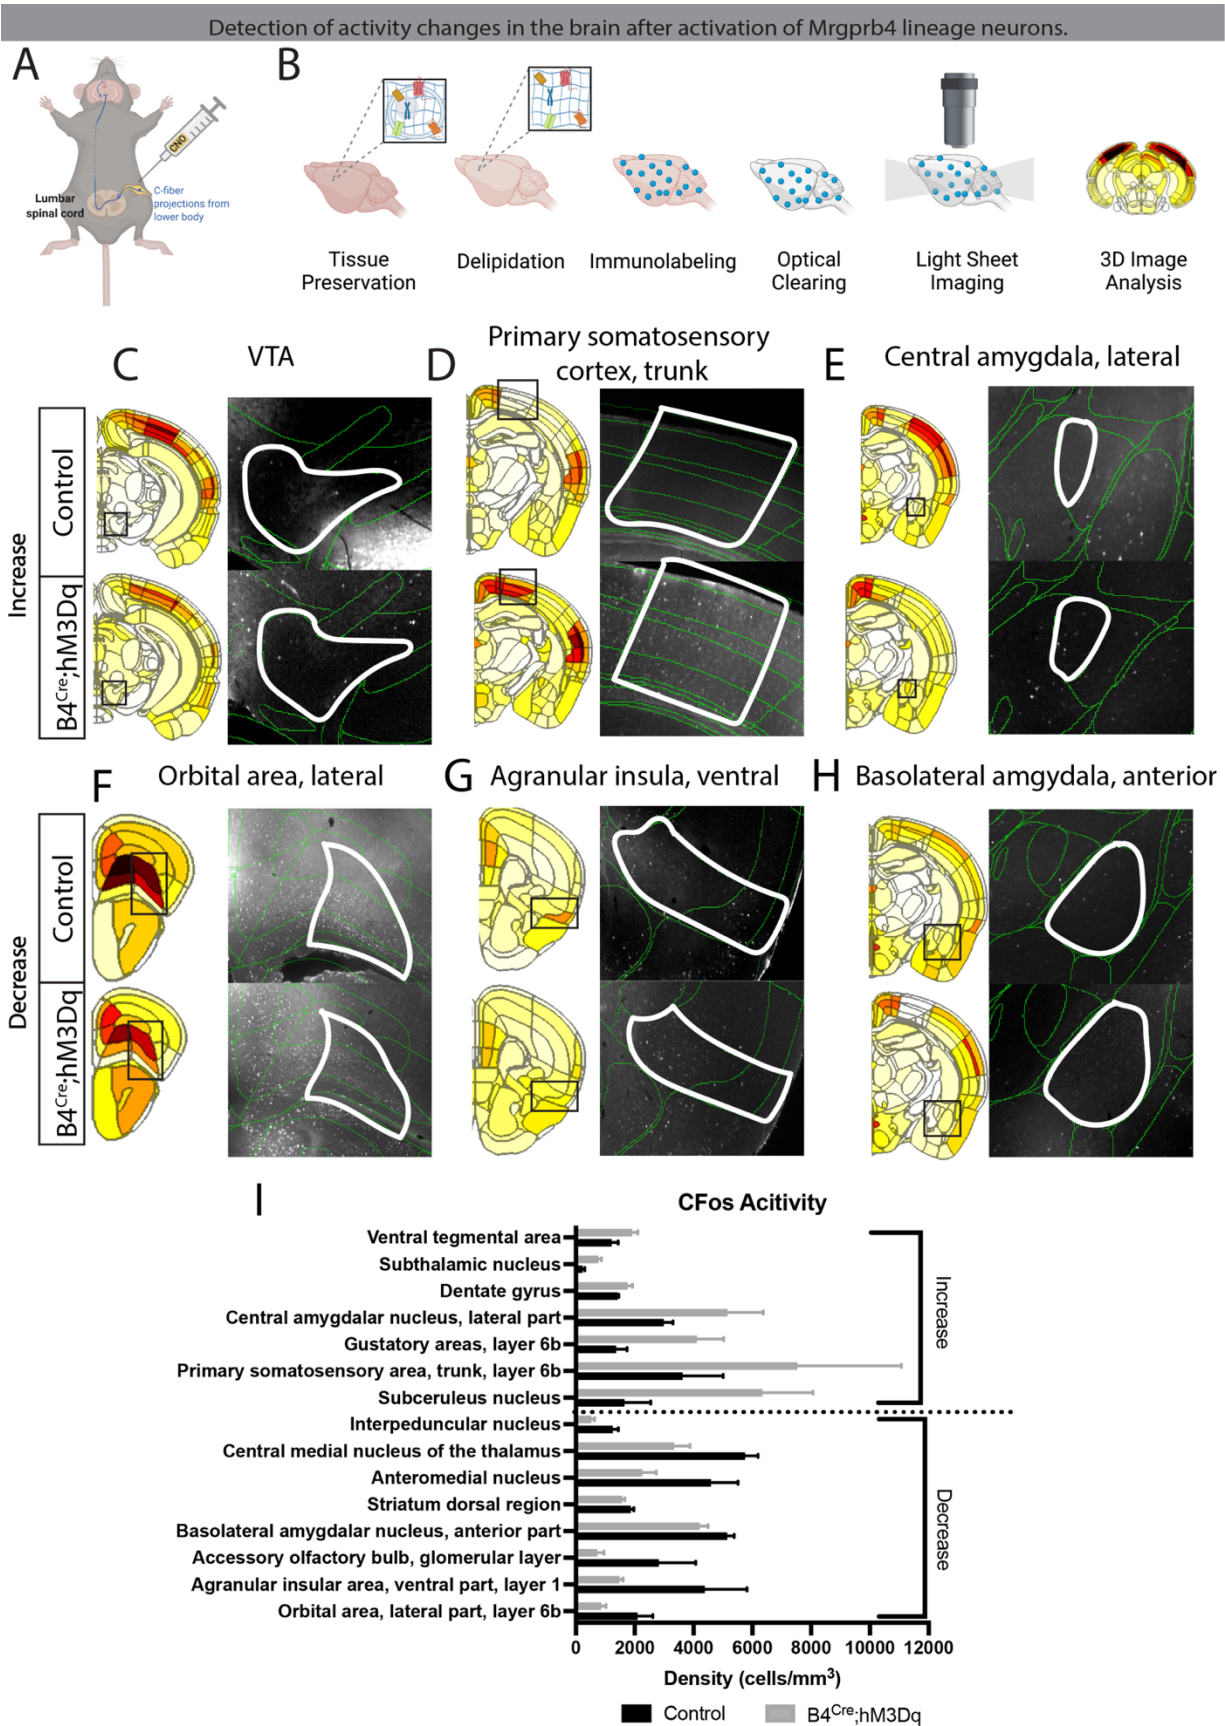 Detection of activity changes in the brain after activation of Mrgprb4 lineage neurons.
A
B
CNO
Lumbar
spinal cord
C-fiber
projections from
lower body
Tissue
Preservation
Delipidation
Immunolabeling
Optical
Clearing
Light Sheet
Imaging
3D Image
Analysis
C
VTA
D
Primary somatosensory
cortex, trunk
E
Central amygdala, lateral
Increase
Control
B4Cre;hM3Dq
F
Orbital area, lateral
G
Agranular insula, ventral
H
Basolateral amgydala, anterior
Decrease
Control
B4Cre;hM3Dq
I
CFos Acitivity
Ventral tegmental area
Subthalamic nucleus
Dentate gyrus
Central amygdalar nucleus, lateral part
Gustatory areas, layer 6b
Primary somatosensory area, trunk, layer 6b
Subceruleus nucleus
Interpeduncular nucleus
Central medial nucleus of the thalamus
Anteromedial nucleus
Striatum dorsal region
Basolateral amygdalar nucleus, anterior part
Accessory olfactory bulb, glomerular layer
Agranular insular area, ventral part, layer 1
Orbital area, lateral part, layer 6b
Increase
Decrease
0 2000 4000 6000 8000 10000 12000
Density (cells/mm3)
Control
B4Cre;hM3Dq